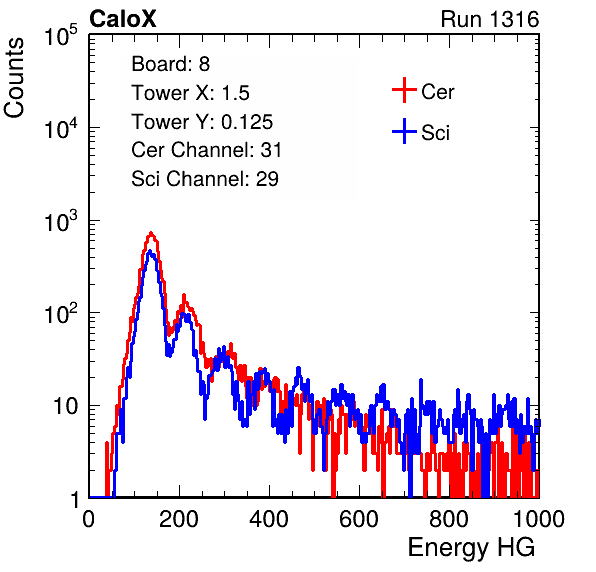 CaloX Run 1316
Counts
10^5
10^4
10^3
10^2
10
1
Board: 8
Tower X: 1.5
Tower Y: 0.125
Cer Channel: 31
Sci Channel: 29
Cer
Sci
0 200 400 600 800 1000
Energy HG